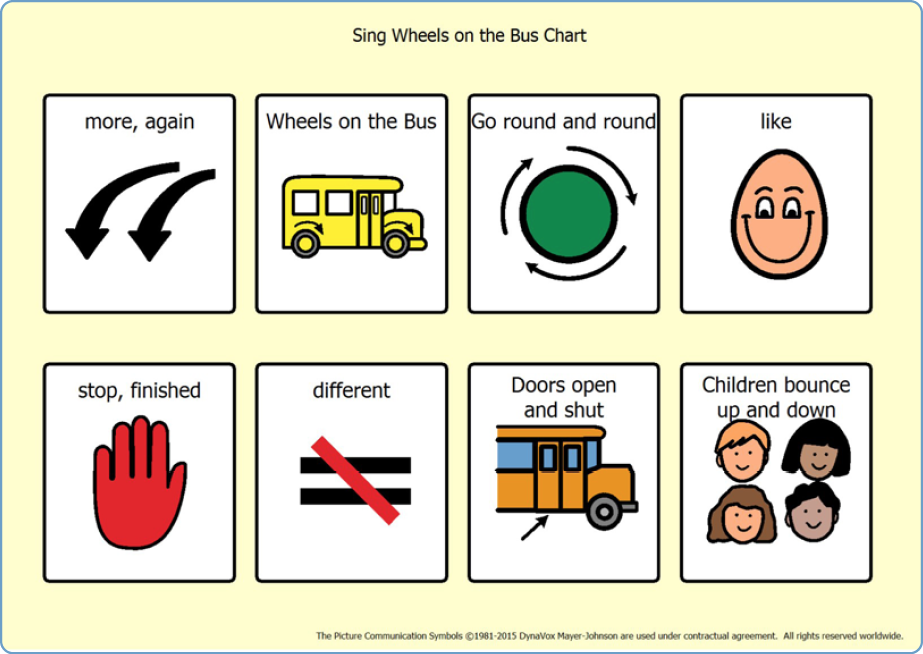 Sing Wheels on the Bus Chart
more, again
Wheels on the Bus
Go round and round
like
stop, finished
different
Doors open
and shut
Children bounce
up and down
The Picture Communication Symbols ©1981-2015 DynaVox Mayer-Johnson are used under contractual agreement.  All rights reserved worldwide.